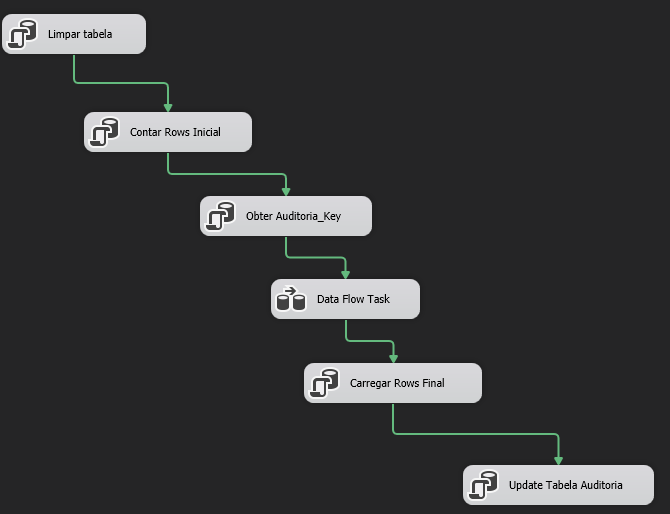 Limpar tabela
Contar Rows Inicial
Obter Auditoria_Key
Data Flow Task
Carregar Rows Final
Update Tabela Auditoria